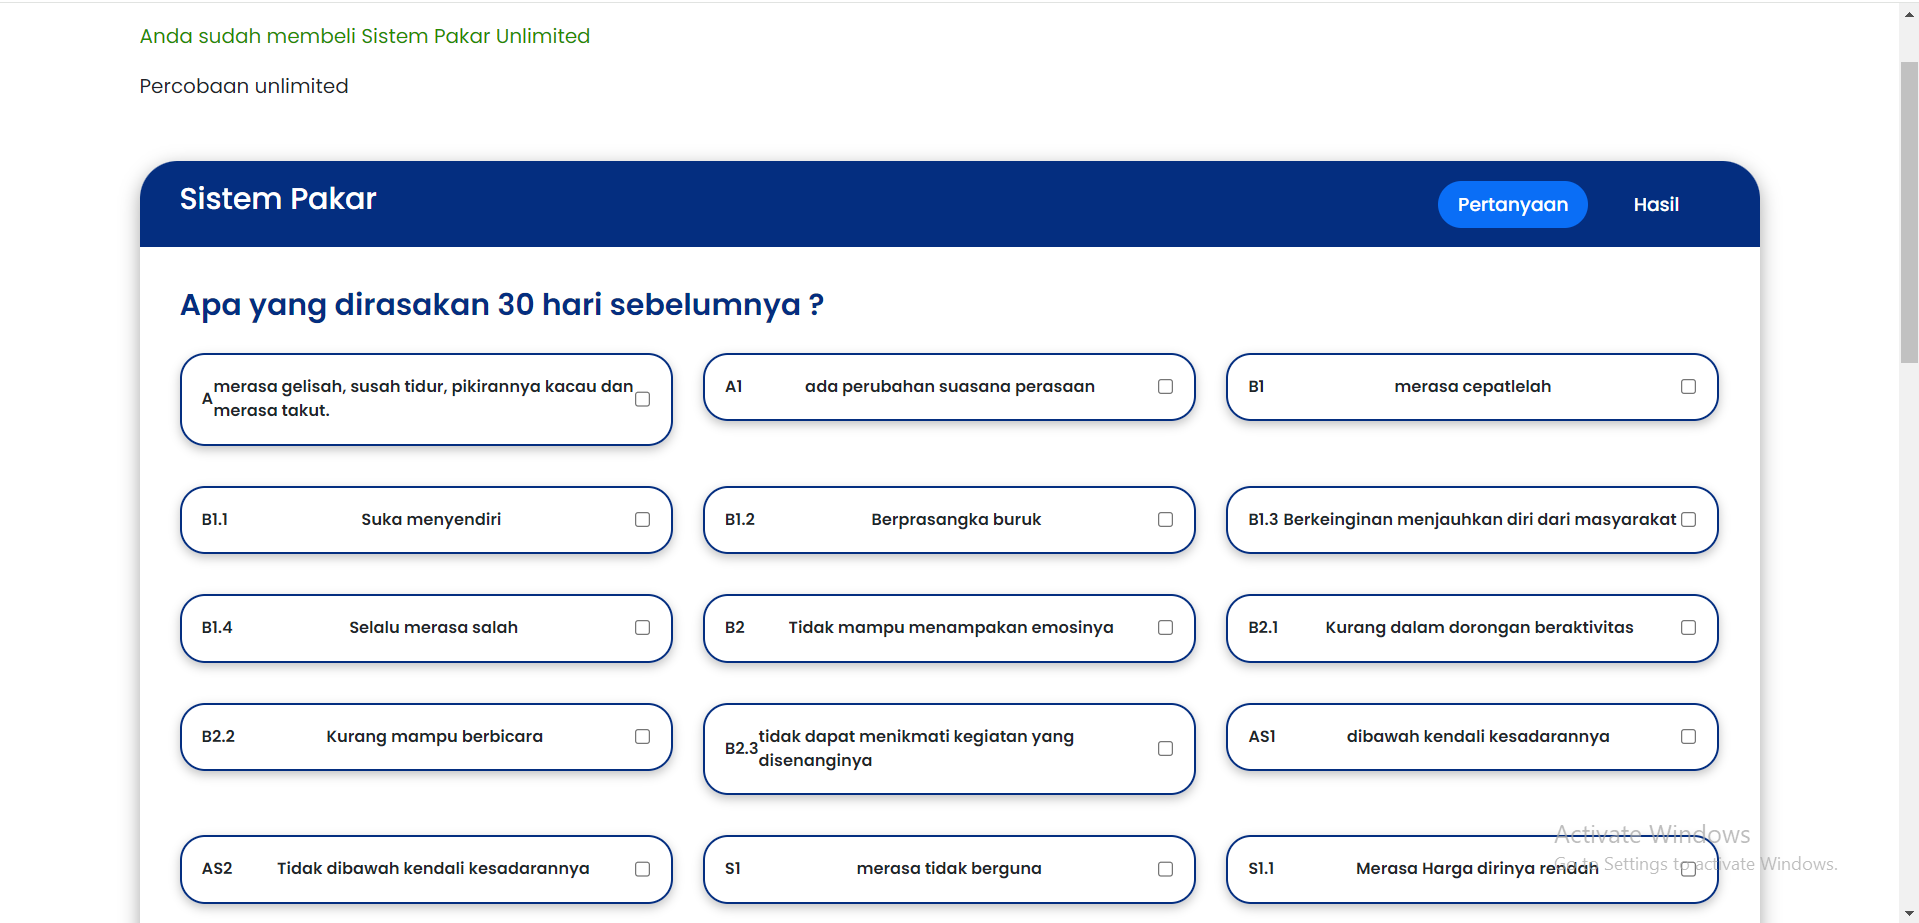 Anda sudah membeli Sistem Pakar Unlimited
Percobaan unlimited
Sistem Pakar
Pertanyaan
Hasil
Apa yang dirasakan 30 hari sebelumnya ?
A
merasa gelisah, susah tidur, pikirannya kacau dan
merasa takut.
A1 ada perubahan suasana perasaan
B1 merasa cepatlelah
B1.1 Suka menyendiri
B1.2 Berprasangka buruk
B1.3 Berkeinginan menjauhkan diri dari masyarakat
B1.4 Selalu merasa salah
B2 Tidak mampu menampakan emosinya
B2.1 Kurang dalam dorongan beraktivitas
B2.2 Kurang mampu berbicara
B2.3
tidak dapat menikmati kegiatan yang
disenanginya
AS1 dibawah kendali kesadarannya
AS2 Tidak dibawah kendali kesadarannya
S1 merasa tidak berguna
S1.1 Merasa Harga dirinya rendah
Activate Windows
Go to Settings to activate Windows.